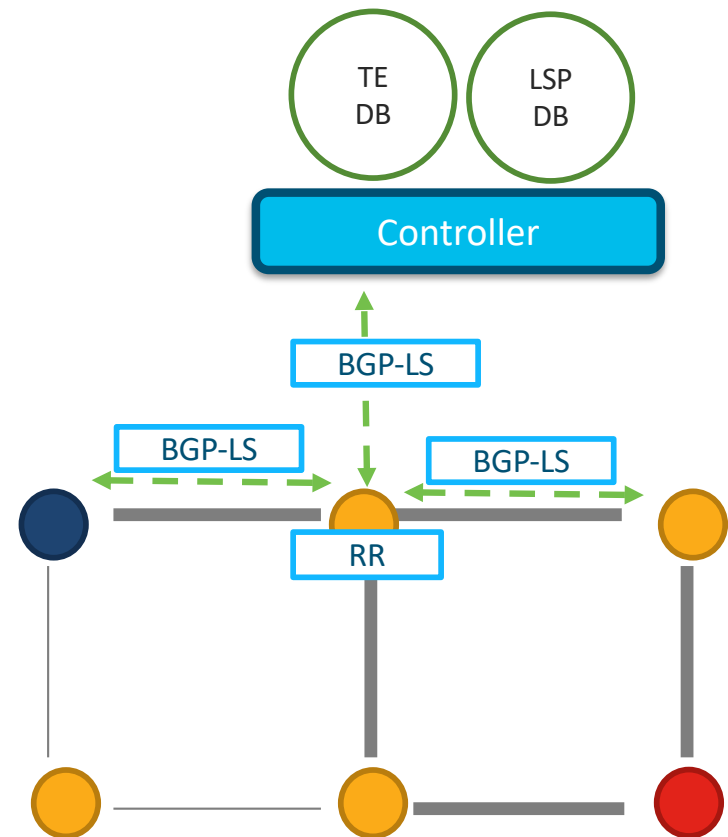 TE
DB
LSP
DB
Controller
BGP-LS
BGP-LS
BGP-LS
RR